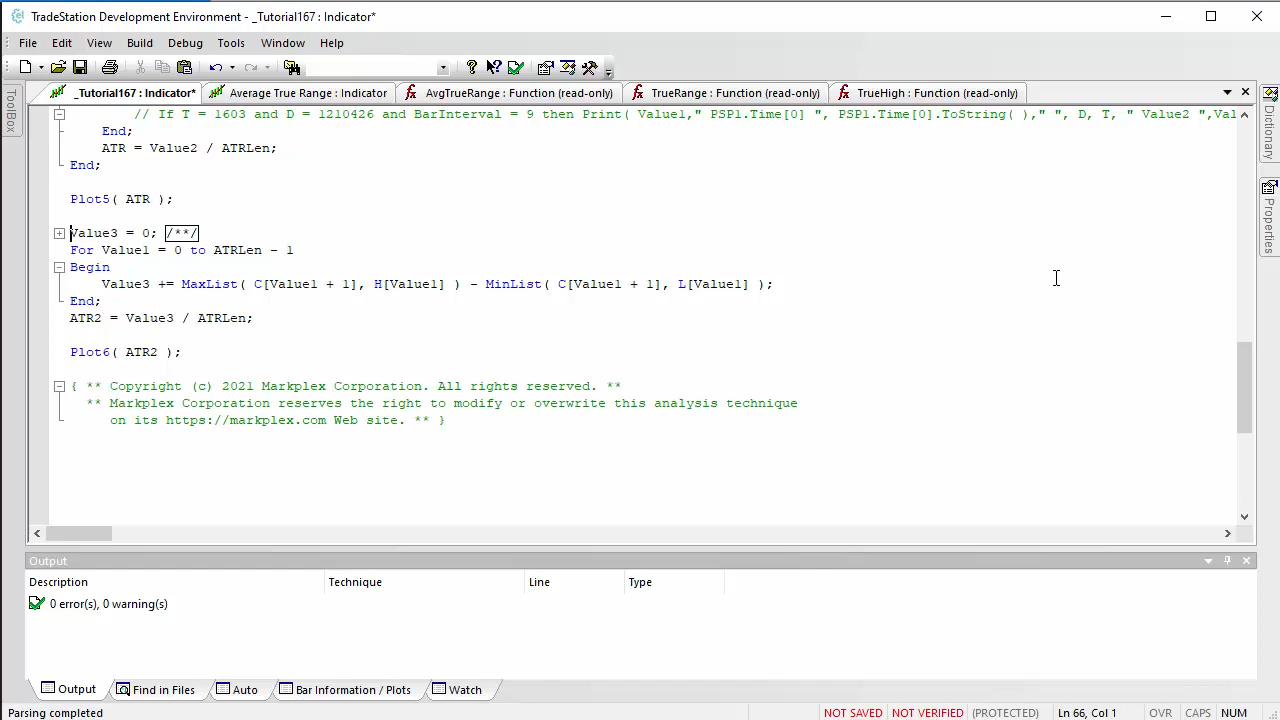 TradeStation Development Environment - _Tutorial167 : Indicator*
File Edit View Build Debug Tools Window Help
_Tutorial167 : Indicator* Average True Range : Indicator AvgTrueRange : Function (read-only) TrueRange : Function (read-only) TrueHigh : Function (read-only)
ToolBox
Dictionary
Properties
// If T = 1603 and D = 1210426 and BarInterval = 9 then Print( Value1," PSP1.Time[0] ", PSP1.Time[0].ToString( )," ", D, T, " Value2 ",Val
End;
ATR = Value2 / ATRLen;
End;
Plot5( ATR );
Value3 = 0; /**/
For Value1 = 0 to ATRLen - 1
Begin
Value3 += MaxList( C[Value1 + 1], H[Value1] ) - MinList( C[Value1 + 1], L[Value1] );
End;
ATR2 = Value3 / ATRLen;
Plot6( ATR2 );
{ ** Copyright (c) 2021 Markplex Corporation. All rights reserved. **
** Markplex Corporation reserves the right to modify or overwrite this analysis technique
on its https://markplex.com Web site. ** }
Output
Description Technique Line Type
0 error(s), 0 warning(s)
Output Find in Files Auto Bar Information / Plots Watch
Parsing completed NOT SAVED NOT VERIFIED (PROTECTED) Ln 66, Col 1 OVR CAPS NUM